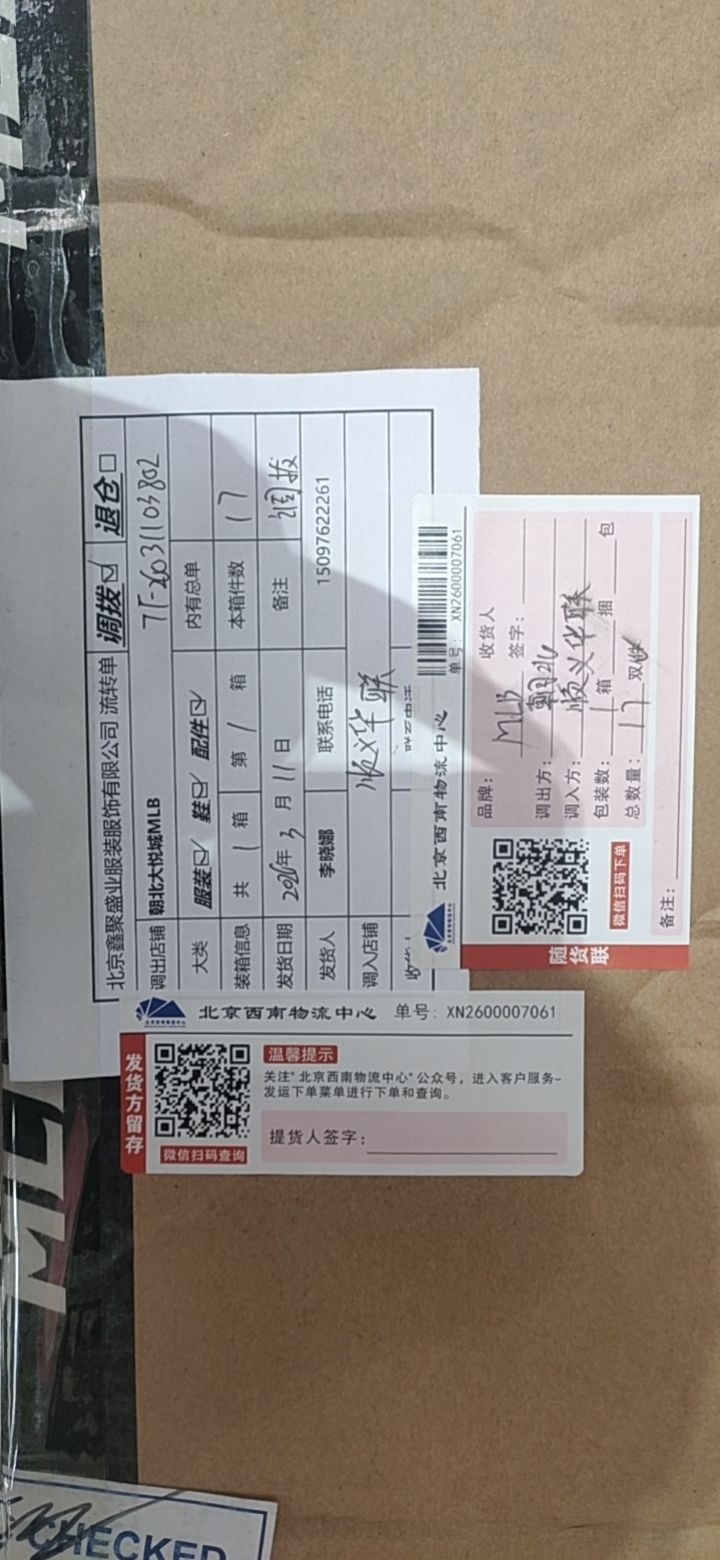 北京鑫聚盛业服装服饰有限公司 流转单 调拨☑ 退仓☐
调出店铺 朝北大悦城MLB
大类 服装☑ 鞋☑ 配件☑ 内有总单
装箱信息 共 1 箱 第 1 箱 本箱件数 17
发货日期 2026年 3 月 11 日 备注 调拨
发货人 李晓娜 联系电话 15097622261
调入店铺 顺义华联
北京西南物流中心
单号: XN2600007061
品牌: MLB 收货人
签字:
调出方: 朝北
调入方: 顺义华联
包装数: 1 箱 捆 包
总数量: 17 双/件
微信扫码下单
备注:
随货联
北京西南物流中心 单号: XN2600007061
发货方留存
微信扫码查询
温馨提示
关注"北京西南物流中心"公众号，进入客户服务-
发运下单菜单进行下单和查询。
提货人签字:
CHECKED